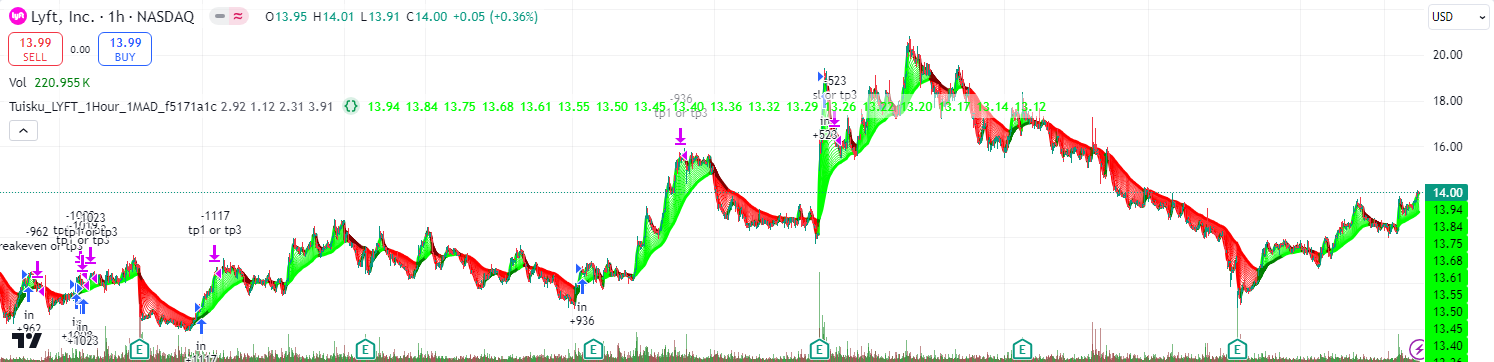 Lyft, Inc. · 1h · NASDAQ O13.95 H14.01 L13.91 C14.00 +0.05 (+0.36%)
USD
13.99 SELL 0.00 13.99 BUY
Vol 220.955 K
Tuisku_LYFT_1Hour_1MAD_f5171a1c 2.92 1.12 2.31 3.91 13.94 13.84 13.75 13.68 13.61 13.55 13.50 13.45 13.40 13.36 13.32 13.29 13.26 13.22 13.20 13.17 13.14 13.12
-936
tp1 or tp3
-523
sl or tp3
in
+523
-1023
-962
tp1 or tp3
-1117
tp1 or tp3
in
+962
in
+1023
in
in
+936
E
E
E
E
E
E
20.00
18.00
16.00
14.00
13.94
13.84
13.75
13.68
13.61
13.55
13.50
13.45
13.40